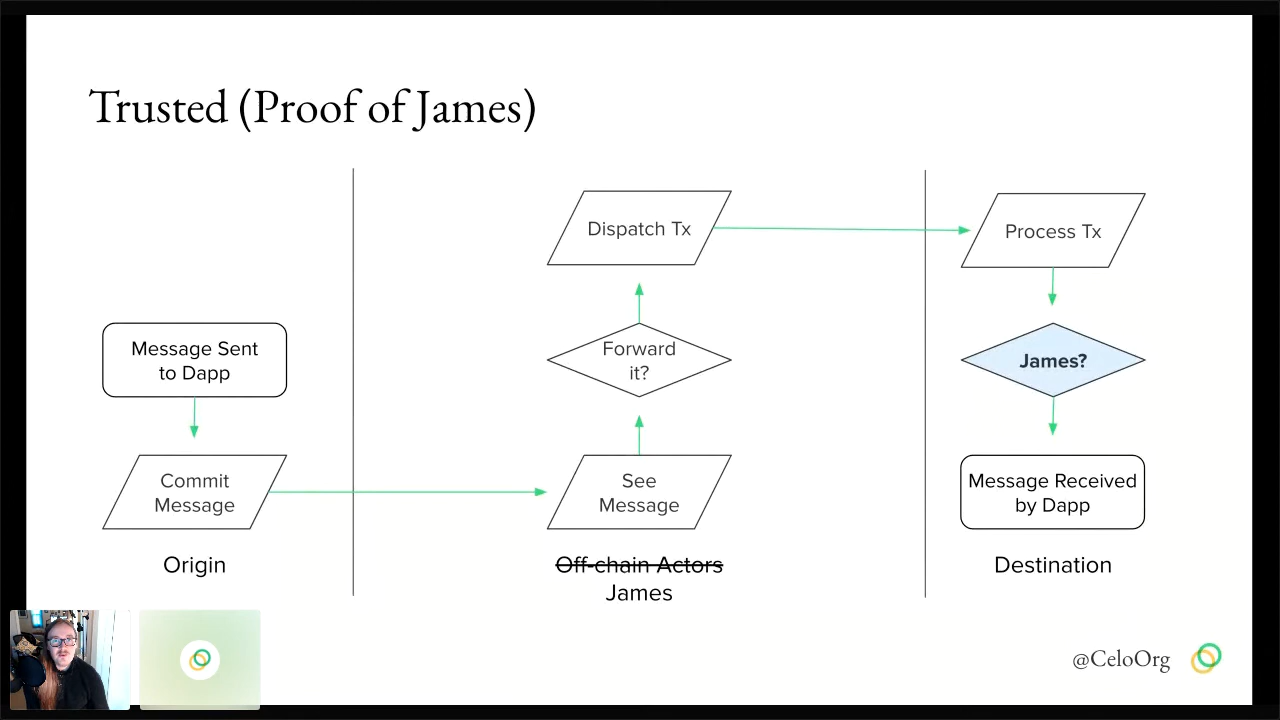 Trusted (Proof of James)
Message Sent
to Dapp
Commit
Message
Origin
Dispatch Tx
Forward
it?
See
Message
Off-chain Actors
James
Process Tx
James?
Message Received
by Dapp
Destination
@CeloOrg